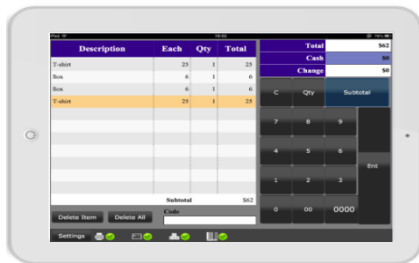 iPad
Description Each Qty Total
T-shirt 25 1 25
Sox 6 1 6
Sox 6 1 6
T-shirt 25 1 25
Subtotal $62
Code
Delete Item Delete All
Settings
Total $62
Cash $0
Change $0
C Qty Subtotal
7 8 9
4 5 6
Ent
1 2 3
0 00 0000